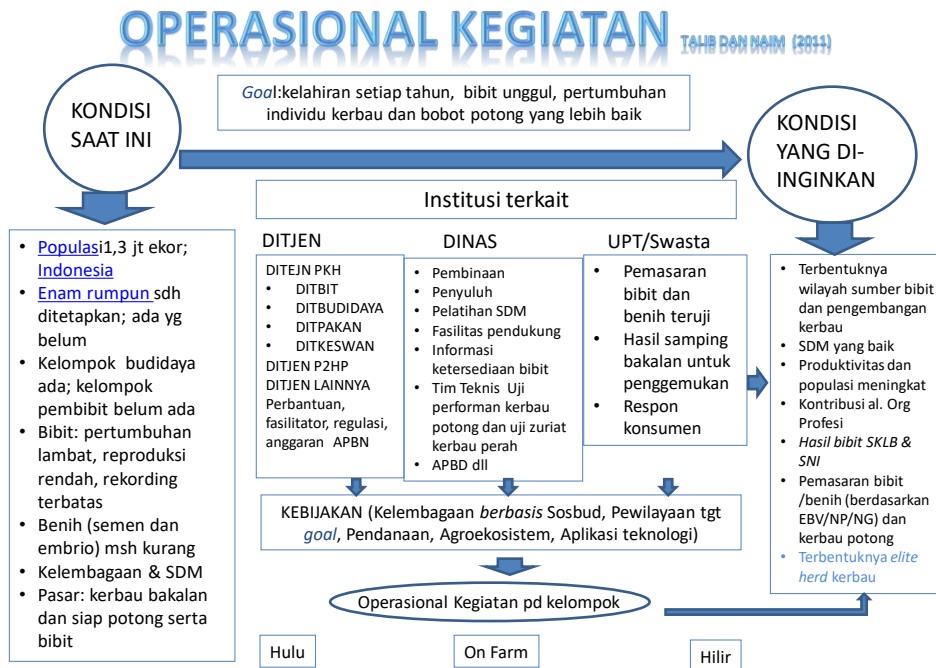 OPERASIONAL KEGIATAN TALIB DAN NAIM (2011)
KONDISI
SAAT INI
Goal:kelahiran setiap tahun, bibit unggul, pertumbuhan
individu kerbau dan bobot potong yang lebih baik
KONDISI
YANG DI-
INGINKAN
Institusi terkait
• Populasi1,3 jt ekor;
Indonesia
• Enam rumpun sdh
ditetapkan; ada yg
belum
• Kelompok budidaya
ada; kelompok
pembibit belum ada
• Bibit: pertumbuhan
lambat, reproduksi
rendah, rekording
terbatas
• Benih (semen dan
embrio) msh kurang
• Kelembagaan & SDM
• Pasar: kerbau bakalan
dan siap potong serta
bibit
DITJEN
DITEJN PKH
• DITBIT
• DITBUDIDAYA
• DITPAKAN
• DITKESWAN
DITJEN P2HP
DITJEN LAINNYA
Perbantuan,
fasilitator, regulasi,
anggaran APBN
DINAS
• Pembinaan
• Penyuluh
• Pelatihan SDM
• Fasilitas pendukung
• Informasi
ketersediaan bibit
• Tim Teknis Uji
performan kerbau
potong dan uji zuriat
kerbau perah
• APBD dll
UPT/Swasta
• Pemasaran
bibit dan
benih teruji
• Hasil samping
bakalan untuk
penggemukan
• Respon
konsumen
• Terbentuknya
wilayah sumber bibit
dan pengembangan
kerbau
• SDM yang baik
• Produktivitas dan
populasi meningkat
• Kontribusi al. Org
Profesi
• Hasil bibit SKLB &
SNI
• Pemasaran bibit
/benih (berdasarkan
EBV/NP/NG) dan
kerbau potong
• Terbentuknya elite
herd kerbau
KEBIJAKAN (Kelembagaan berbasis Sosbud, Pewilayaan tgt
goal, Pendanaan, Agroekosistem, Aplikasi teknologi)
Operasional Kegiatan pd kelompok
Hulu
On Farm
Hilir